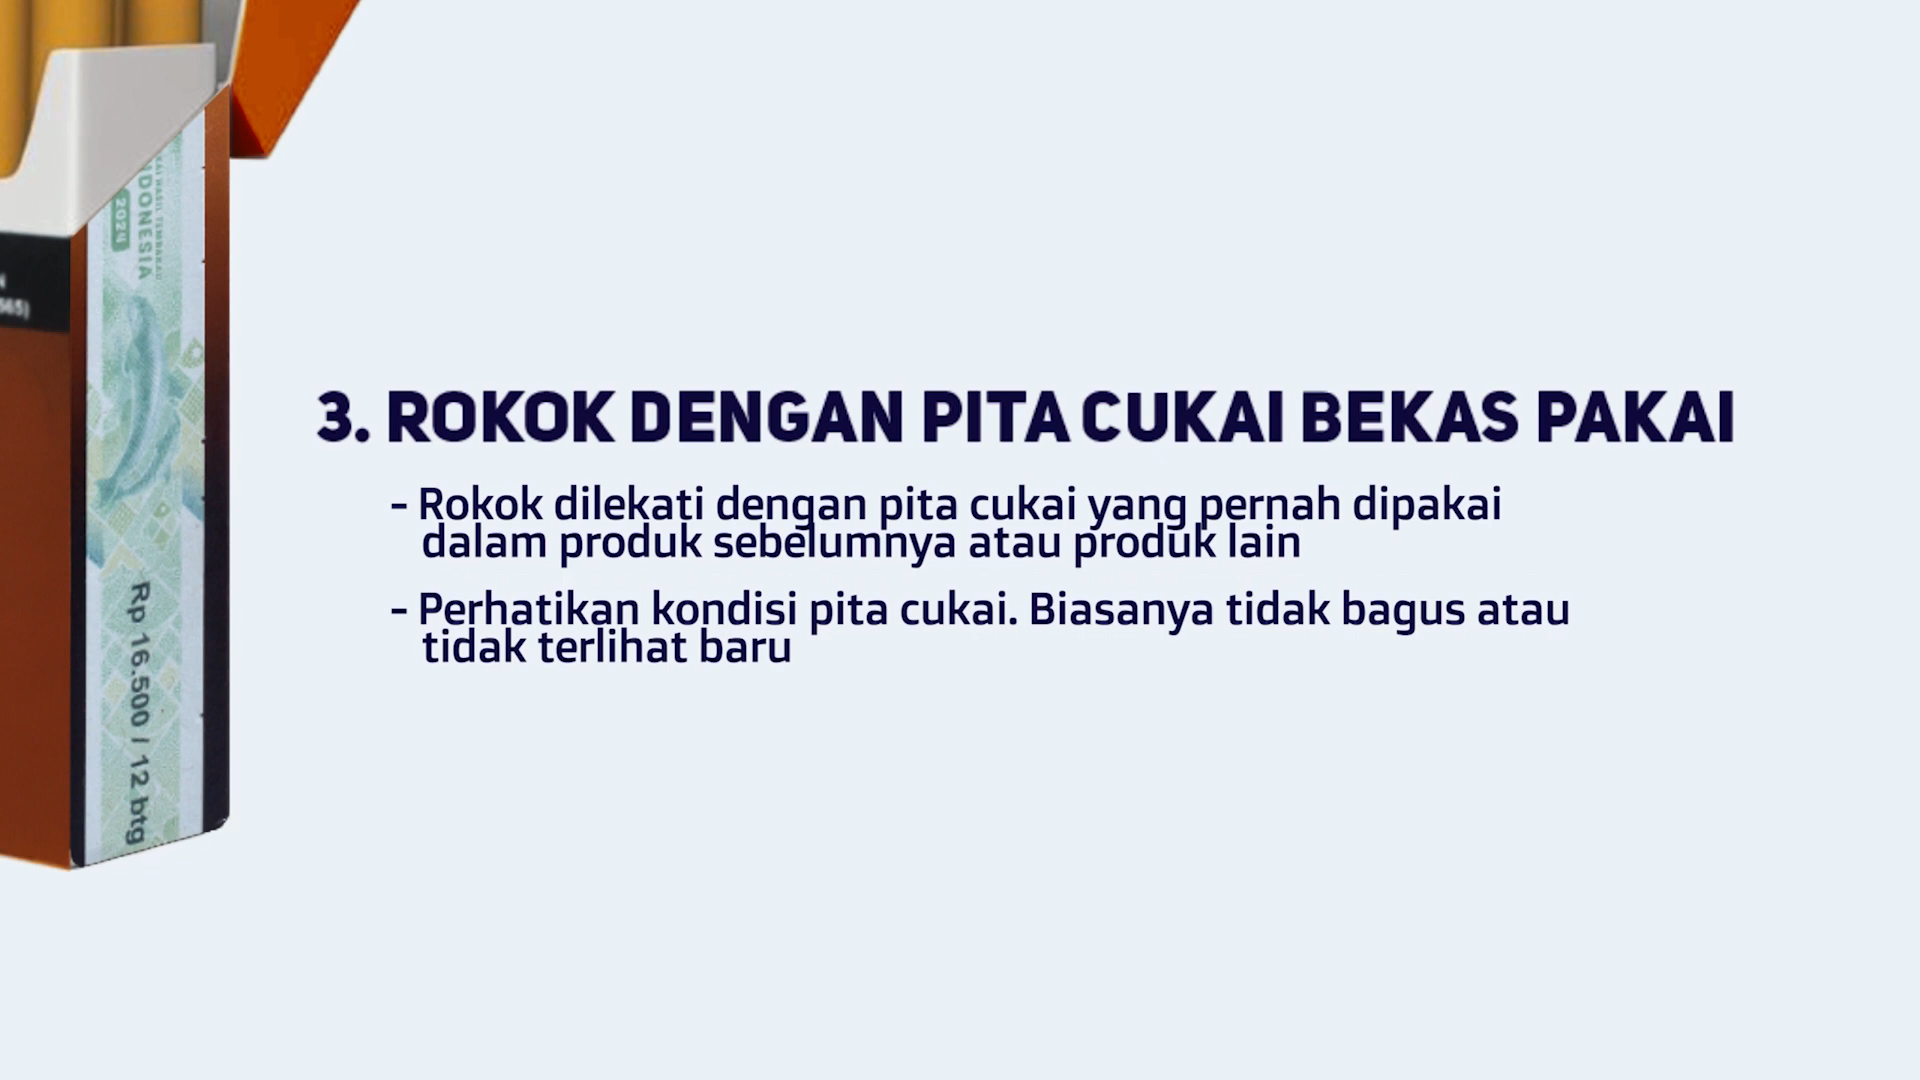 INDONESIA
2024
565)
Rp 16.500 / 12 btg
3. ROKOK DENGAN PITA CUKAI BEKAS PAKAI
- Rokok dilekati dengan pita cukai yang pernah dipakai
dalam produk sebelumnya atau produk lain
- Perhatikan kondisi pita cukai. Biasanya tidak bagus atau
tidak terlihat baru